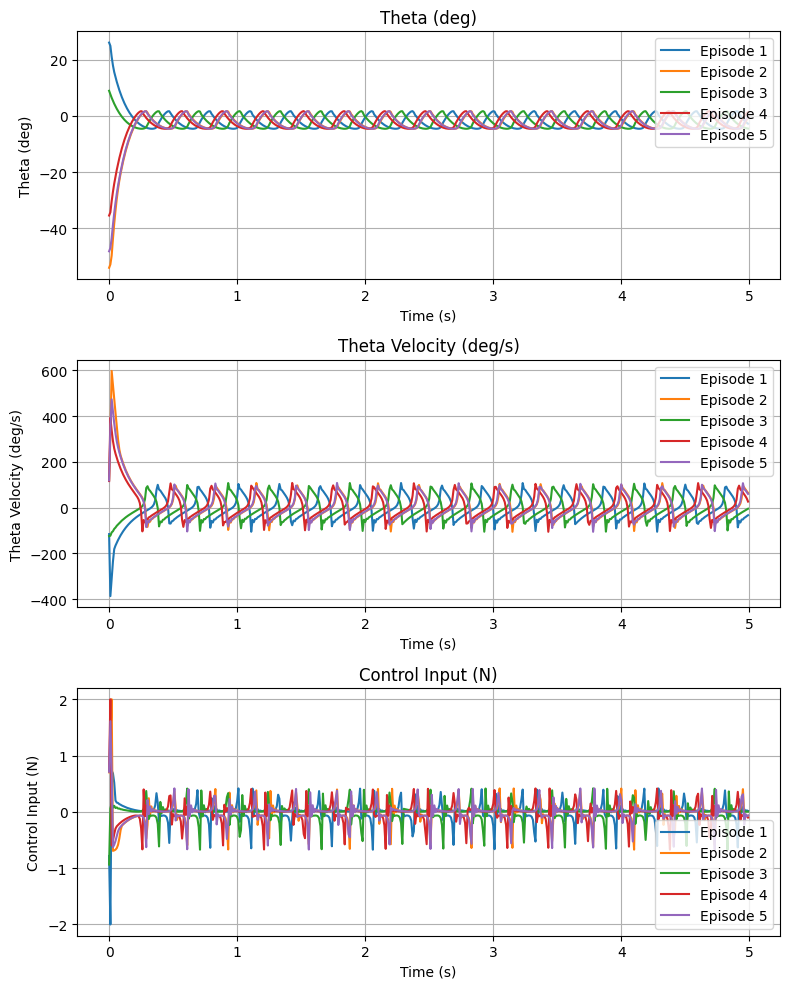 Theta (deg)
Theta (deg)
20
0
−20
−40
Episode 1
Episode 2
Episode 3
Episode 4
Episode 5
0 1 2 3 4 5
Time (s)
Theta Velocity (deg/s)
Theta Velocity (deg/s)
600
400
200
0
−200
−400
Episode 1
Episode 2
Episode 3
Episode 4
Episode 5
0 1 2 3 4 5
Time (s)
Control Input (N)
Control Input (N)
2
1
0
−1
−2
Episode 1
Episode 2
Episode 3
Episode 4
Episode 5
0 1 2 3 4 5
Time (s)